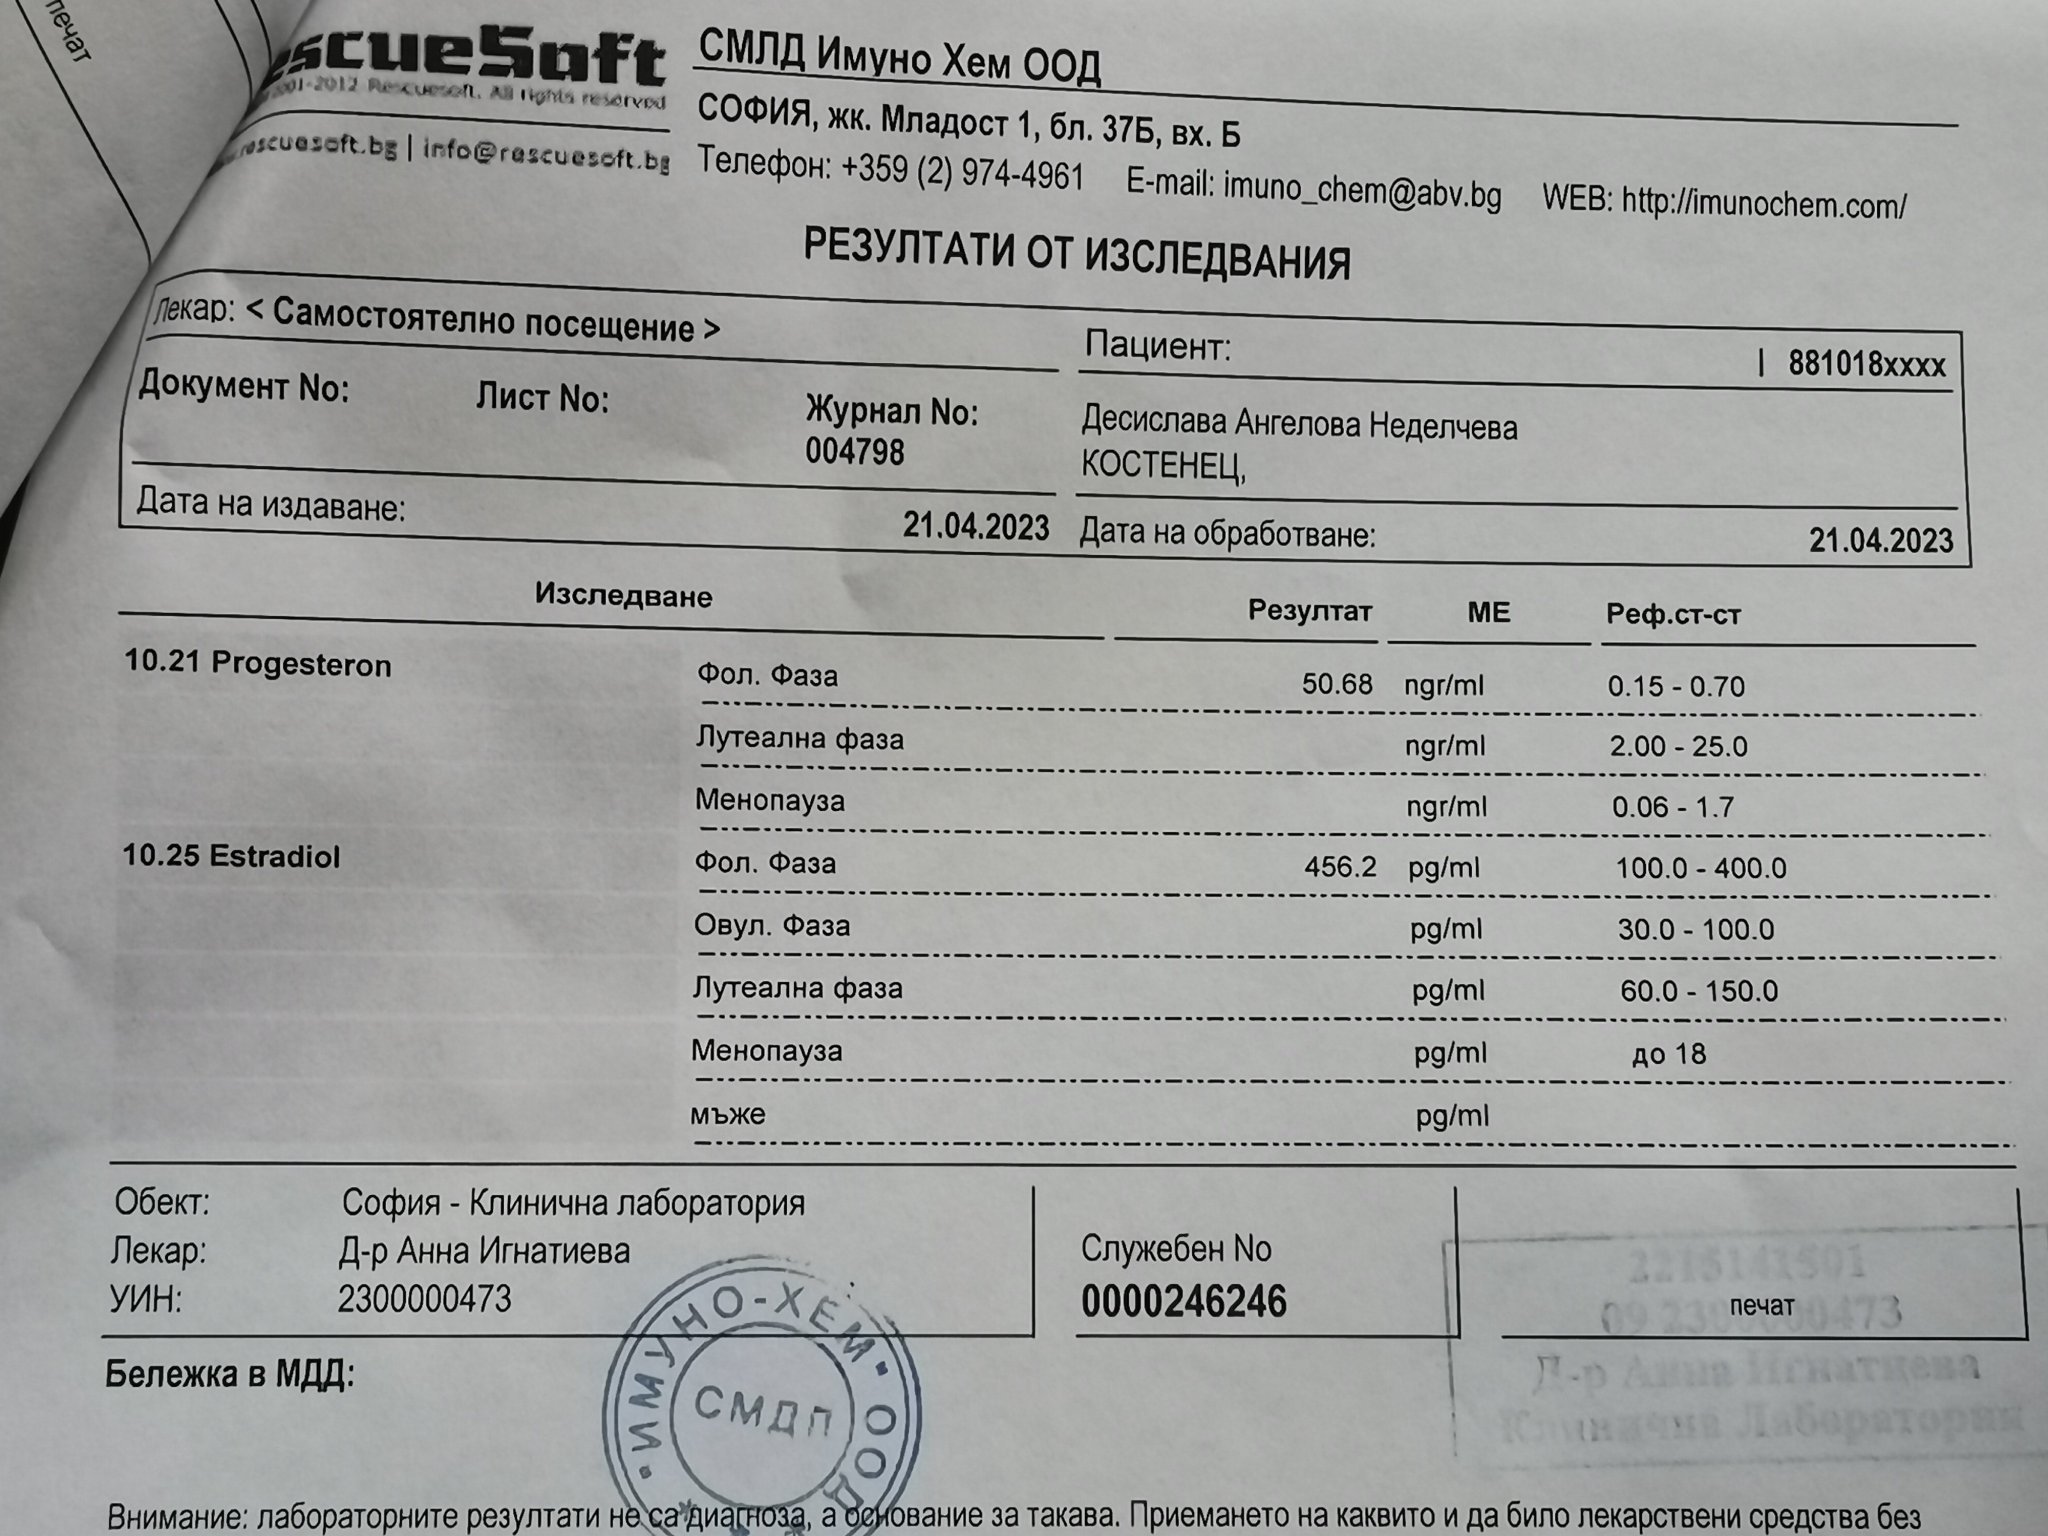 печат
escueSoft
2001-2012 Rescuesoft. All rights reserved
rescuesoft.bg | info@rescuesoft.bg
СМЛД Имуно Хем ООД
СОФИЯ, жк. Младост 1, бл. 37Б, вх. Б
Телефон: +359 (2) 974-4961 E-mail: imuno_chem@abv.bg WEB: http://imunochem.com/
РЕЗУЛТАТИ ОТ ИЗСЛЕДВАНИЯ
Лекар: < Самостоятелно посещение >
Пациент: | 881018xxxx
Документ No: Лист No: Журнал No:
004798
Десислава Ангелова Неделчева
КОСТЕНЕЦ,
Дата на издаване: 21.04.2023 Дата на обработване: 21.04.2023
Изследване Резултат МЕ Реф.ст-ст
10.21 Progesteron Фол. Фаза 50.68 ngr/ml 0.15 - 0.70
Лутеална фаза ngr/ml 2.00 - 25.0
Менопауза ngr/ml 0.06 - 1.7
10.25 Estradiol Фол. Фаза 456.2 pg/ml 100.0 - 400.0
Овул. Фаза pg/ml 30.0 - 100.0
Лутеална фаза pg/ml 60.0 - 150.0
Менопауза pg/ml до 18
мъже pg/ml
Обект: София - Клинична лаборатория
Лекар: Д-р Анна Игнатиева
УИН: 2300000473
Служебен No
0000246246
печат
2215141501
09 2300000473
Д-р Анна Игнатиева
Клинична Лаборатория
Бележка в МДД:
ИМУНО-ХЕМ • ООД
СМДЛ
Внимание: лабораторните резултати не са диагноза, а основание за такава. Приемането на каквито и да било лекарствени средства без